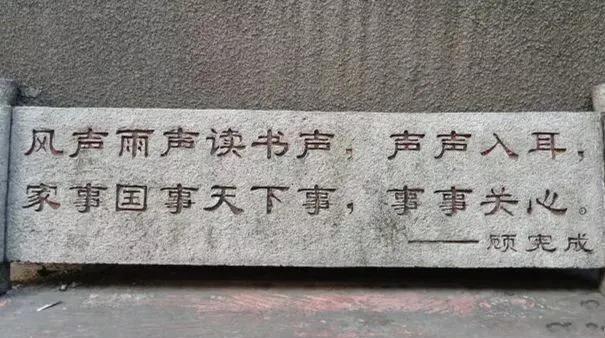 风声雨声读书声，声声入耳，
家事国事天下事，事事关心。
——顾宪成